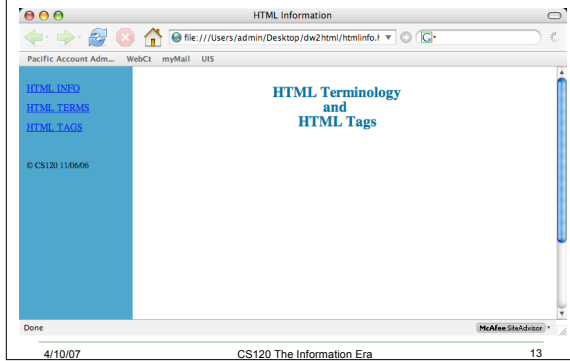 HTML Information
file:///Users/admin/Desktop/dw2html/htmlinfo.h
G
Pacific Account Adm... WebCt myMail UIS
HTML INFO
HTML TERMS
HTML TAGS
© CS120 11/06/06
HTML Terminology
and
HTML Tags
Done
McAfee SiteAdvisor
4/10/07 CS120 The Information Era 13